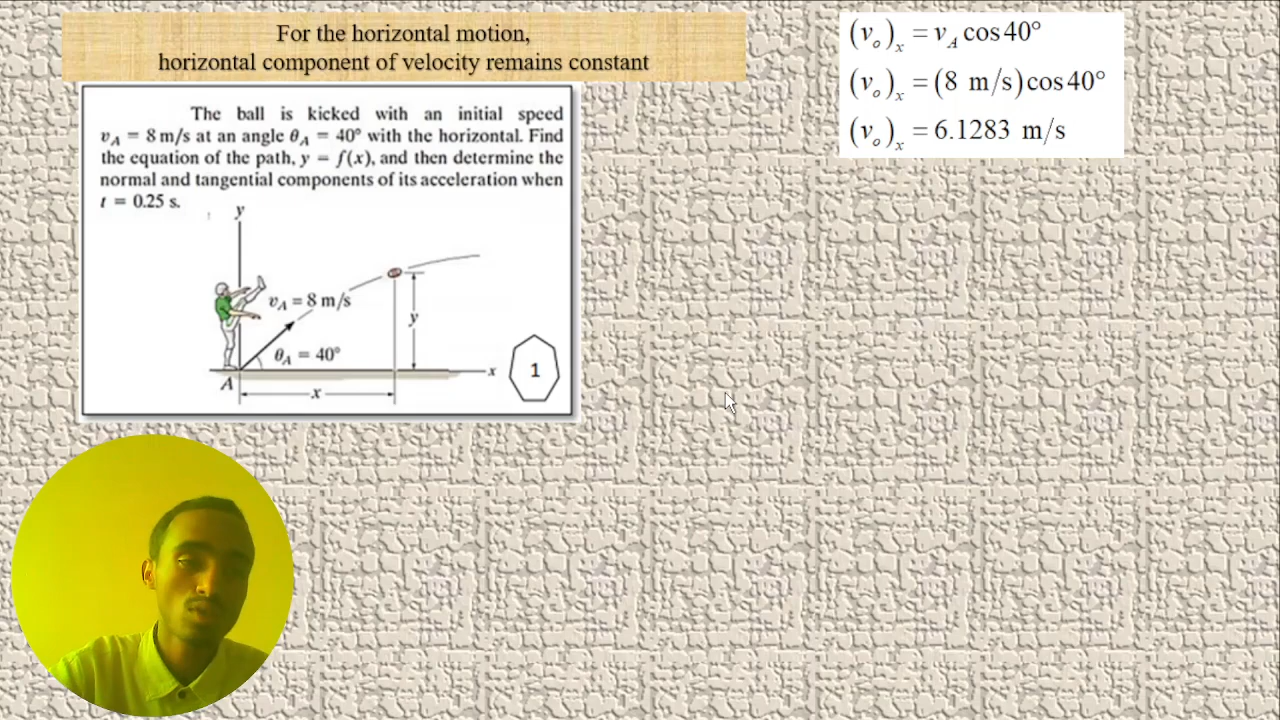 For the horizontal motion,
horizontal component of velocity remains constant
The ball is kicked with an initial speed
v_A = 8 m/s at an angle θ_A = 40° with the horizontal. Find
the equation of the path, y = f(x), and then determine the
normal and tangential components of its acceleration when
t = 0.25 s.
y
v_A = 8 m/s
y
θ_A = 40°
x
A
x
1
(v_o)_x = v_A cos 40°
(v_o)_x = (8 m/s) cos 40°
(v_o)_x = 6.1283 m/s